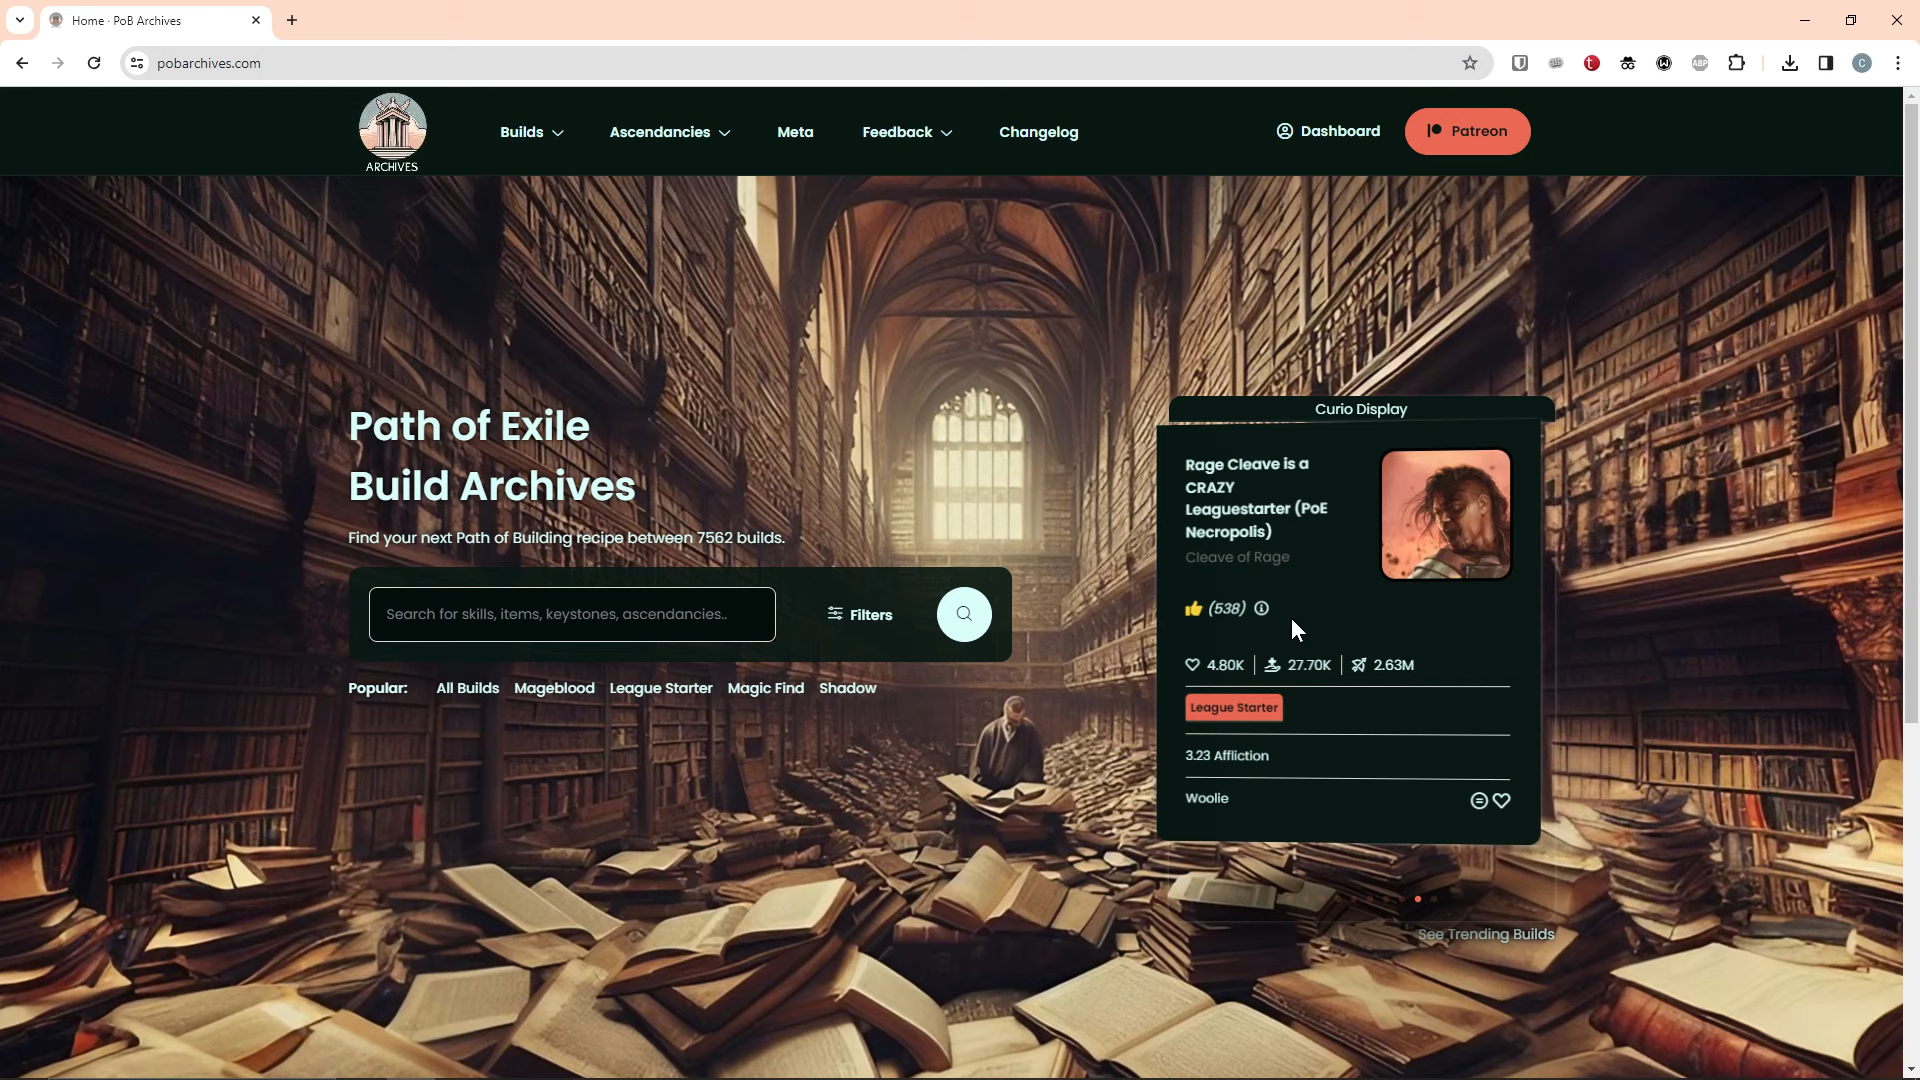 Home · PoB Archives
pobarchives.com
ABP
C
ARCHIVES
Builds
Ascendancies
Meta
Feedback
Changelog
Dashboard
Patreon
Path of Exile
Build Archives
Find your next Path of Building recipe between 7562 builds.
Search for skills, items, keystones, ascendancies..
Filters
Popular:
All Builds
Mageblood
League Starter
Magic Find
Shadow
Curio Display
Rage Cleave is a
CRAZY
Leaguestarter (PoE
Necropolis)
Cleave of Rage
(538)
4.80K
27.70K
2.63M
League Starter
3.23 Affliction
Woolie
See Trending Builds